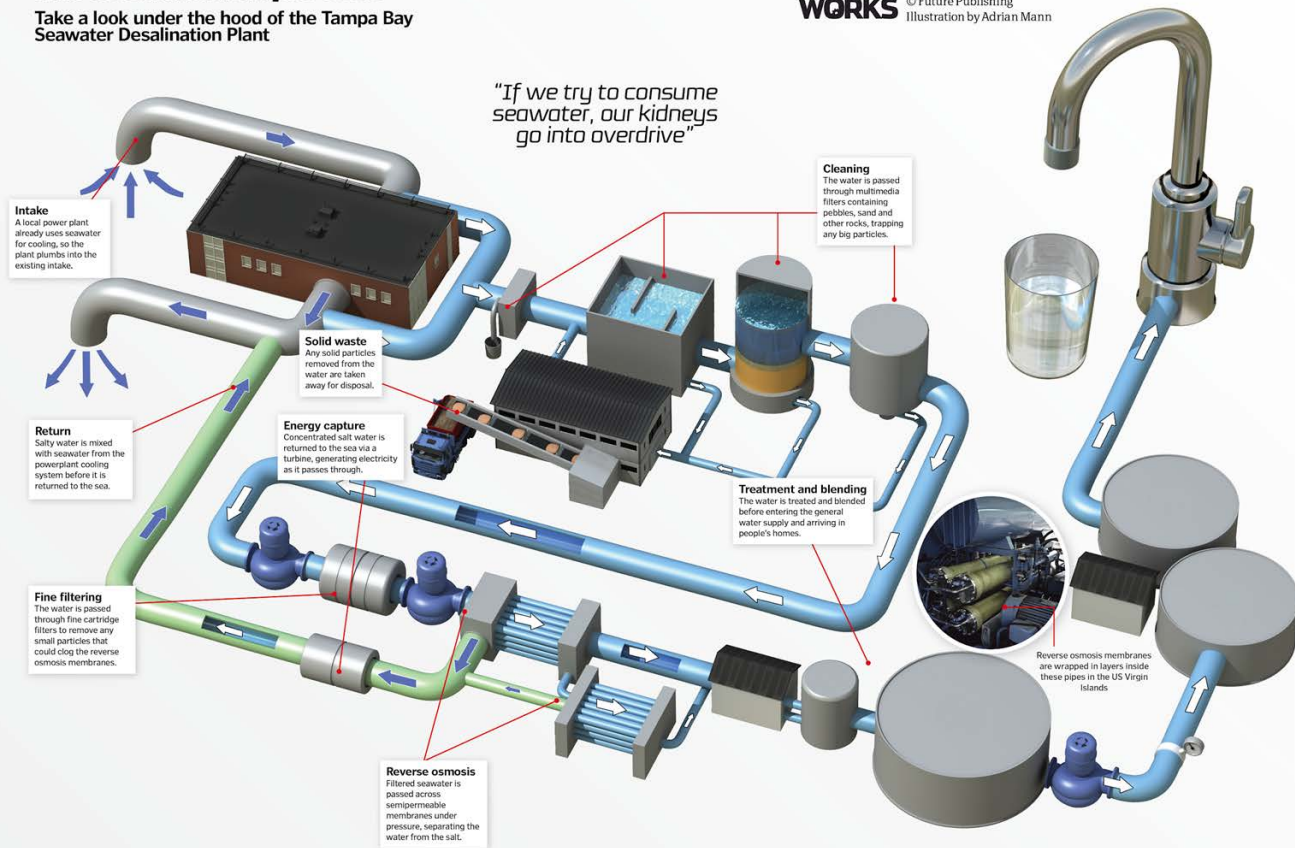 Take a look under the hood of the Tampa Bay
Seawater Desalination Plant
WORKS
© Future Publishing
Illustration by Adrian Mann
"If we try to consume
seawater, our kidneys
go into overdrive"
Intake
A local power plant
already uses seawater
for cooling, so the
plant plumbs into the
existing intake.
Cleaning
The water is passed
through multimedia
filters containing
pebbles, sand and
other rocks, trapping
any big particles.
Solid waste
Any solid particles
removed from the
water are taken
away for disposal.
Return
Salty water is mixed
with seawater from the
powerplant cooling
system before it is
returned to the sea.
Energy capture
Concentrated salt water is
returned to the sea via a
turbine, generating electricity
as it passes through.
Treatment and blending
The water is treated and blended
before entering the general
water supply and arriving in
people's homes.
Fine filtering
The water is passed
through fine cartridge
filters to remove any
small particles that
could clog the reverse
osmosis membranes.
Reverse osmosis membranes
are wrapped in layers inside
these pipes in the US Virgin
Islands
Reverse osmosis
Filtered seawater is
passed across
semipermeable
membranes under
pressure, separating the
water from the salt.